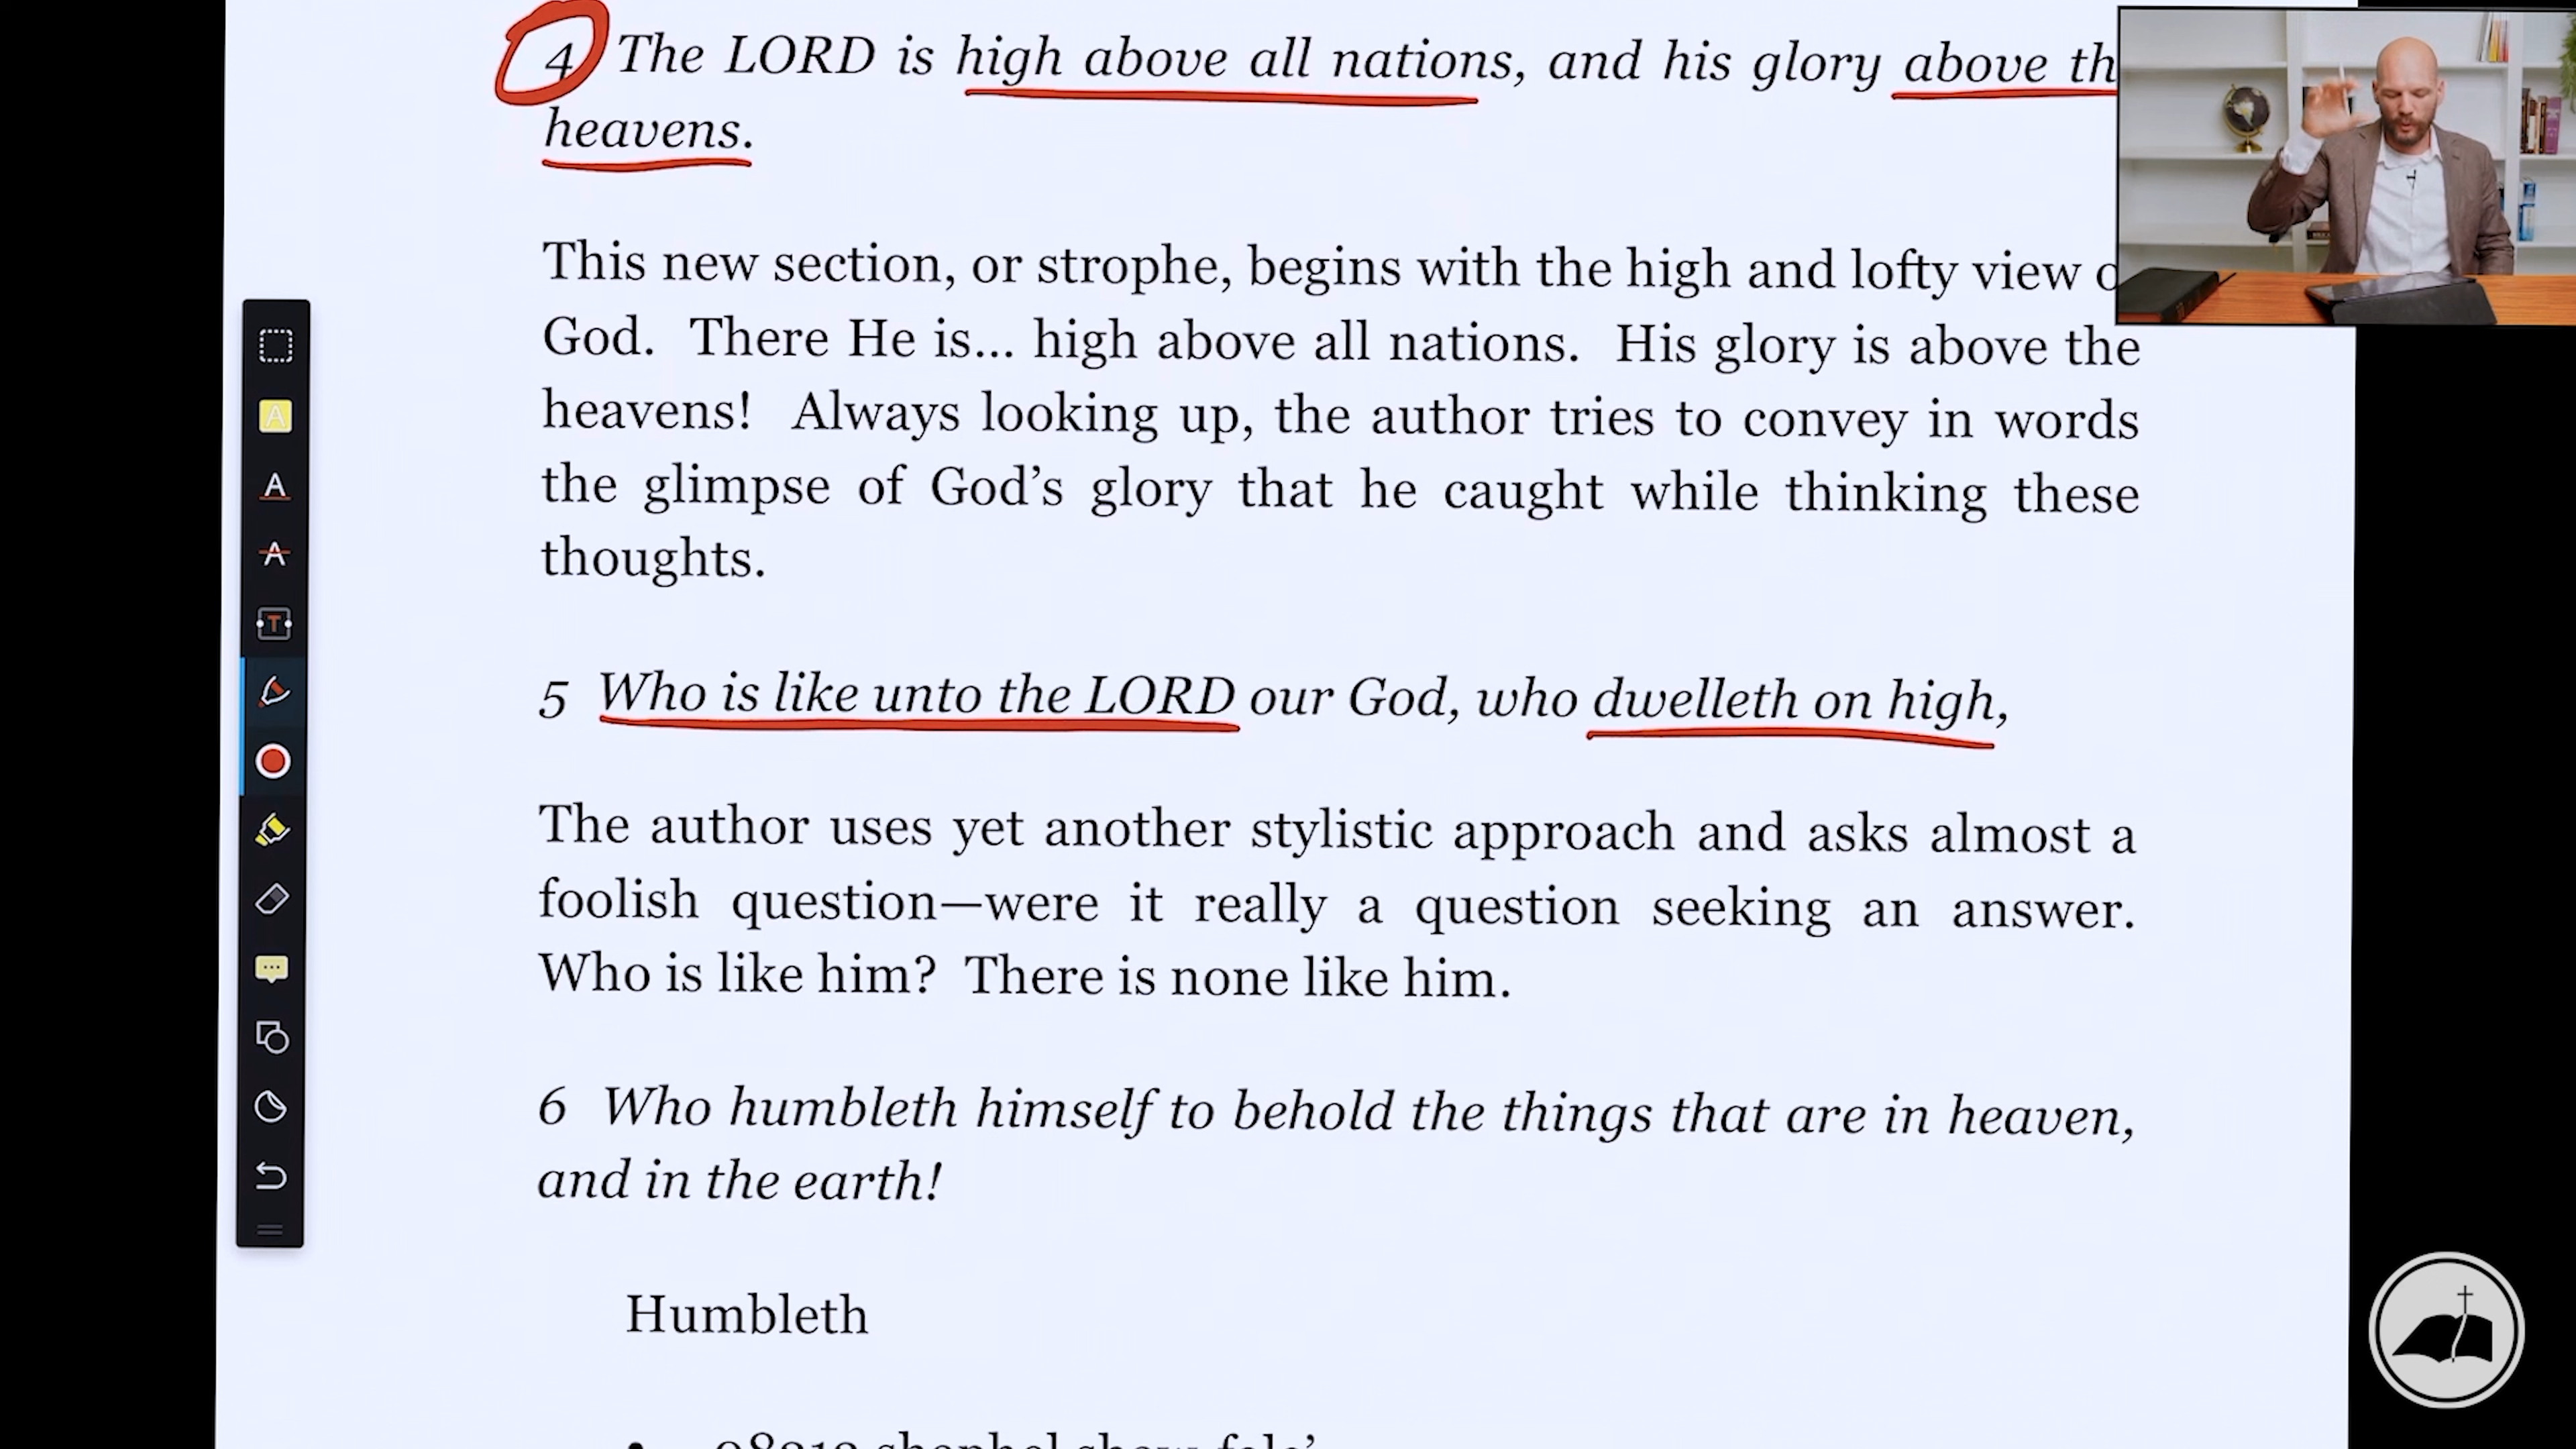 4 The LORD is high above all nations, and his glory above
heavens.
This new section, or strophe, begins with the high and lofty view
God. There He is... high above all nations. His glory is above the
heavens! Always looking up, the author tries to convey in words
the glimpse of God’s glory that he caught while thinking these
thoughts.
5 Who is like unto the LORD our God, who dwelleth on high,
The author uses yet another stylistic approach and asks almost a
foolish question—were it really a question seeking an answer.
Who is like him? There is none like him.
6 Who humbleth himself to behold the things that are in heaven,
and in the earth!
Humbleth